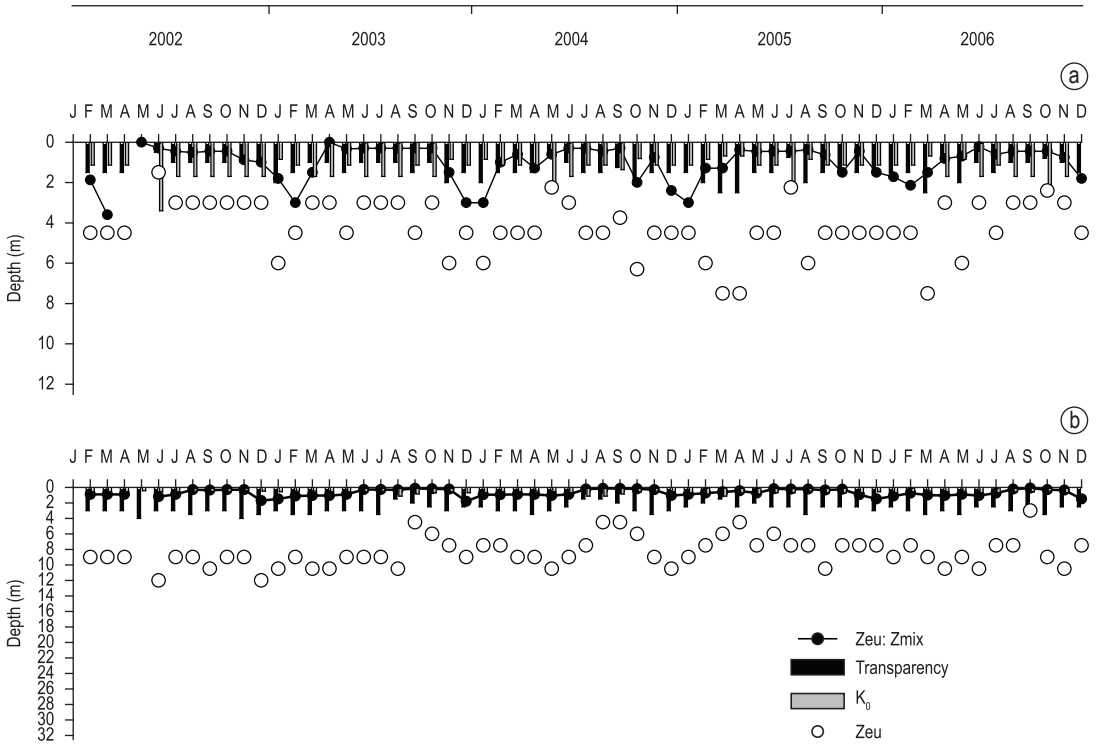 2002 2003 2004 2005 2006
a
J F M A M J J A S O N D J F M A M J J A S O N D J F M A M J J A S O N D J F M A M J J A S O N D J F M A M J J A S O N D
0
2
4
6
8
10
12
Depth (m)
b
J F M A M J J A S O N D J F M A M J J A S O N D J F M A M J J A S O N D J F M A M J J A S O N D J F M A M J J A S O N D
0
2
4
6
8
10
12
14
16
18
20
22
24
26
28
30
32
Depth (m)
Zeu: Zmix
Transparency
K0
Zeu